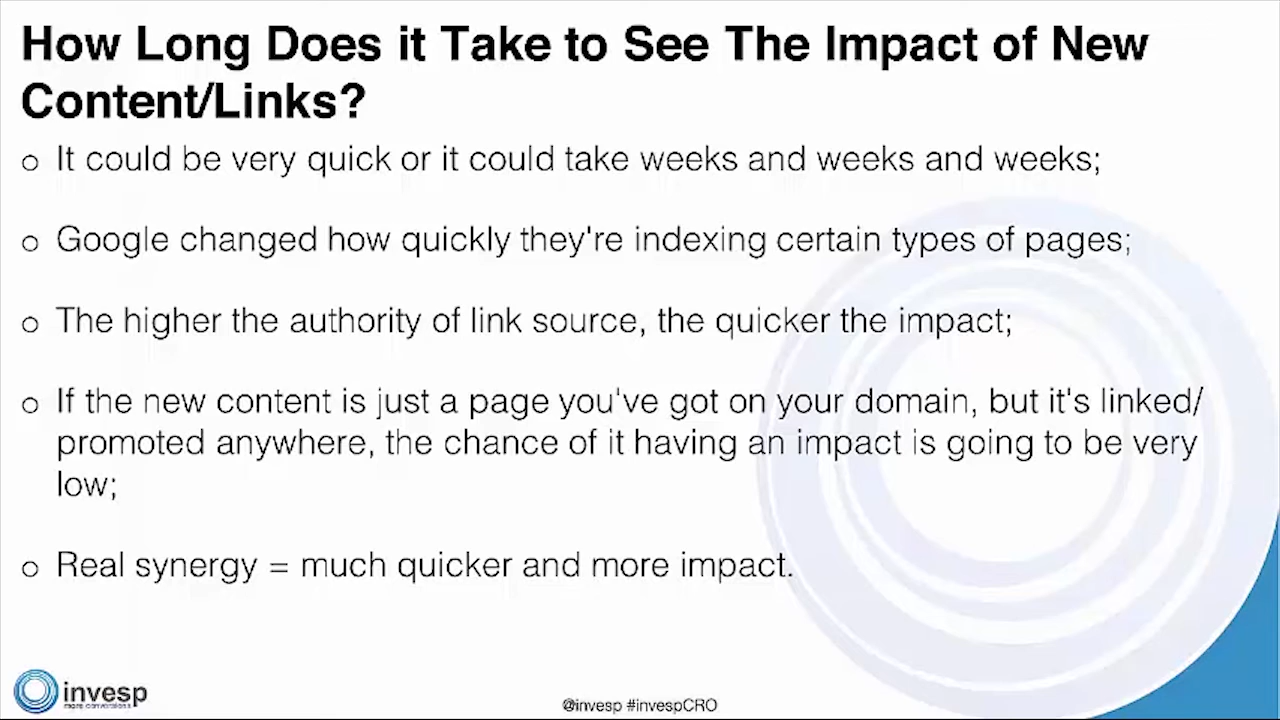 How Long Does it Take to See The Impact of New
Content/Links?
o It could be very quick or it could take weeks and weeks and weeks;
o Google changed how quickly they're indexing certain types of pages;
o The higher the authority of link source, the quicker the impact;
o If the new content is just a page you've got on your domain, but it's linked/
promoted anywhere, the chance of it having an impact is going to be very
low;
o Real synergy = much quicker and more impact.
invesp
more conversions
@invesp #invespCRO